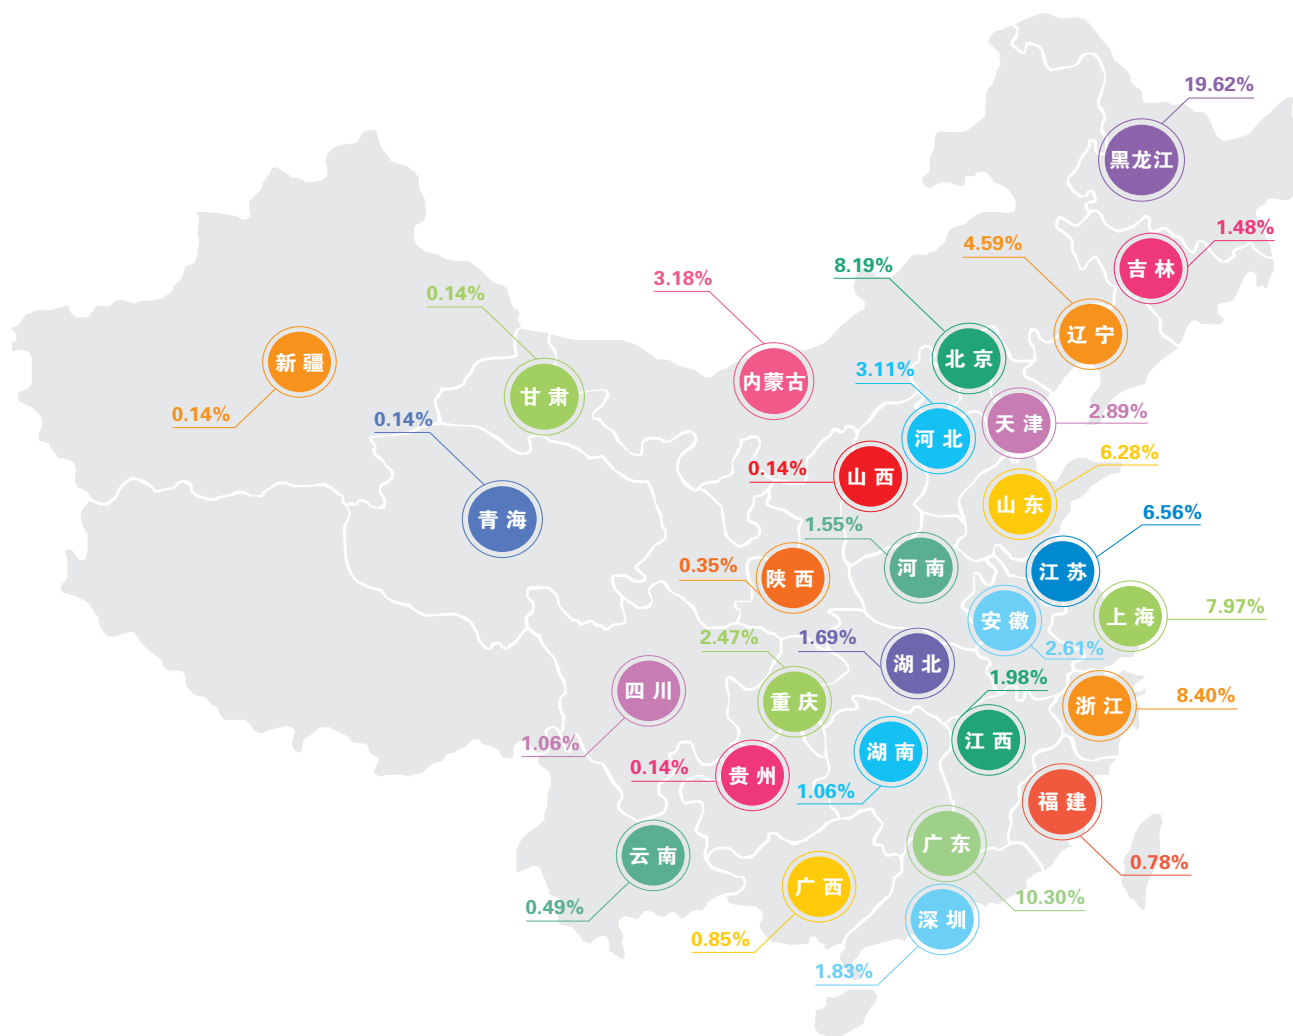 19.62%
黑龙江
1.48%
吉林
4.59%
辽宁
8.19%
北京
3.18%
内蒙古
0.14%
甘肃
新疆
0.14%
0.14%
青海
3.11%
河北
天津
2.89%
0.14%
山西
6.28%
山东
1.55%
河南
6.56%
江苏
0.35%
陕西
安徽
2.61%
上海
7.97%
2.47%
重庆
1.69%
湖北
四川
1.06%
1.98%
江西
浙江
8.40%
0.14%
贵州
湖南
1.06%
福建
0.78%
云南
0.49%
广东
10.30%
广西
0.85%
深圳
1.83%